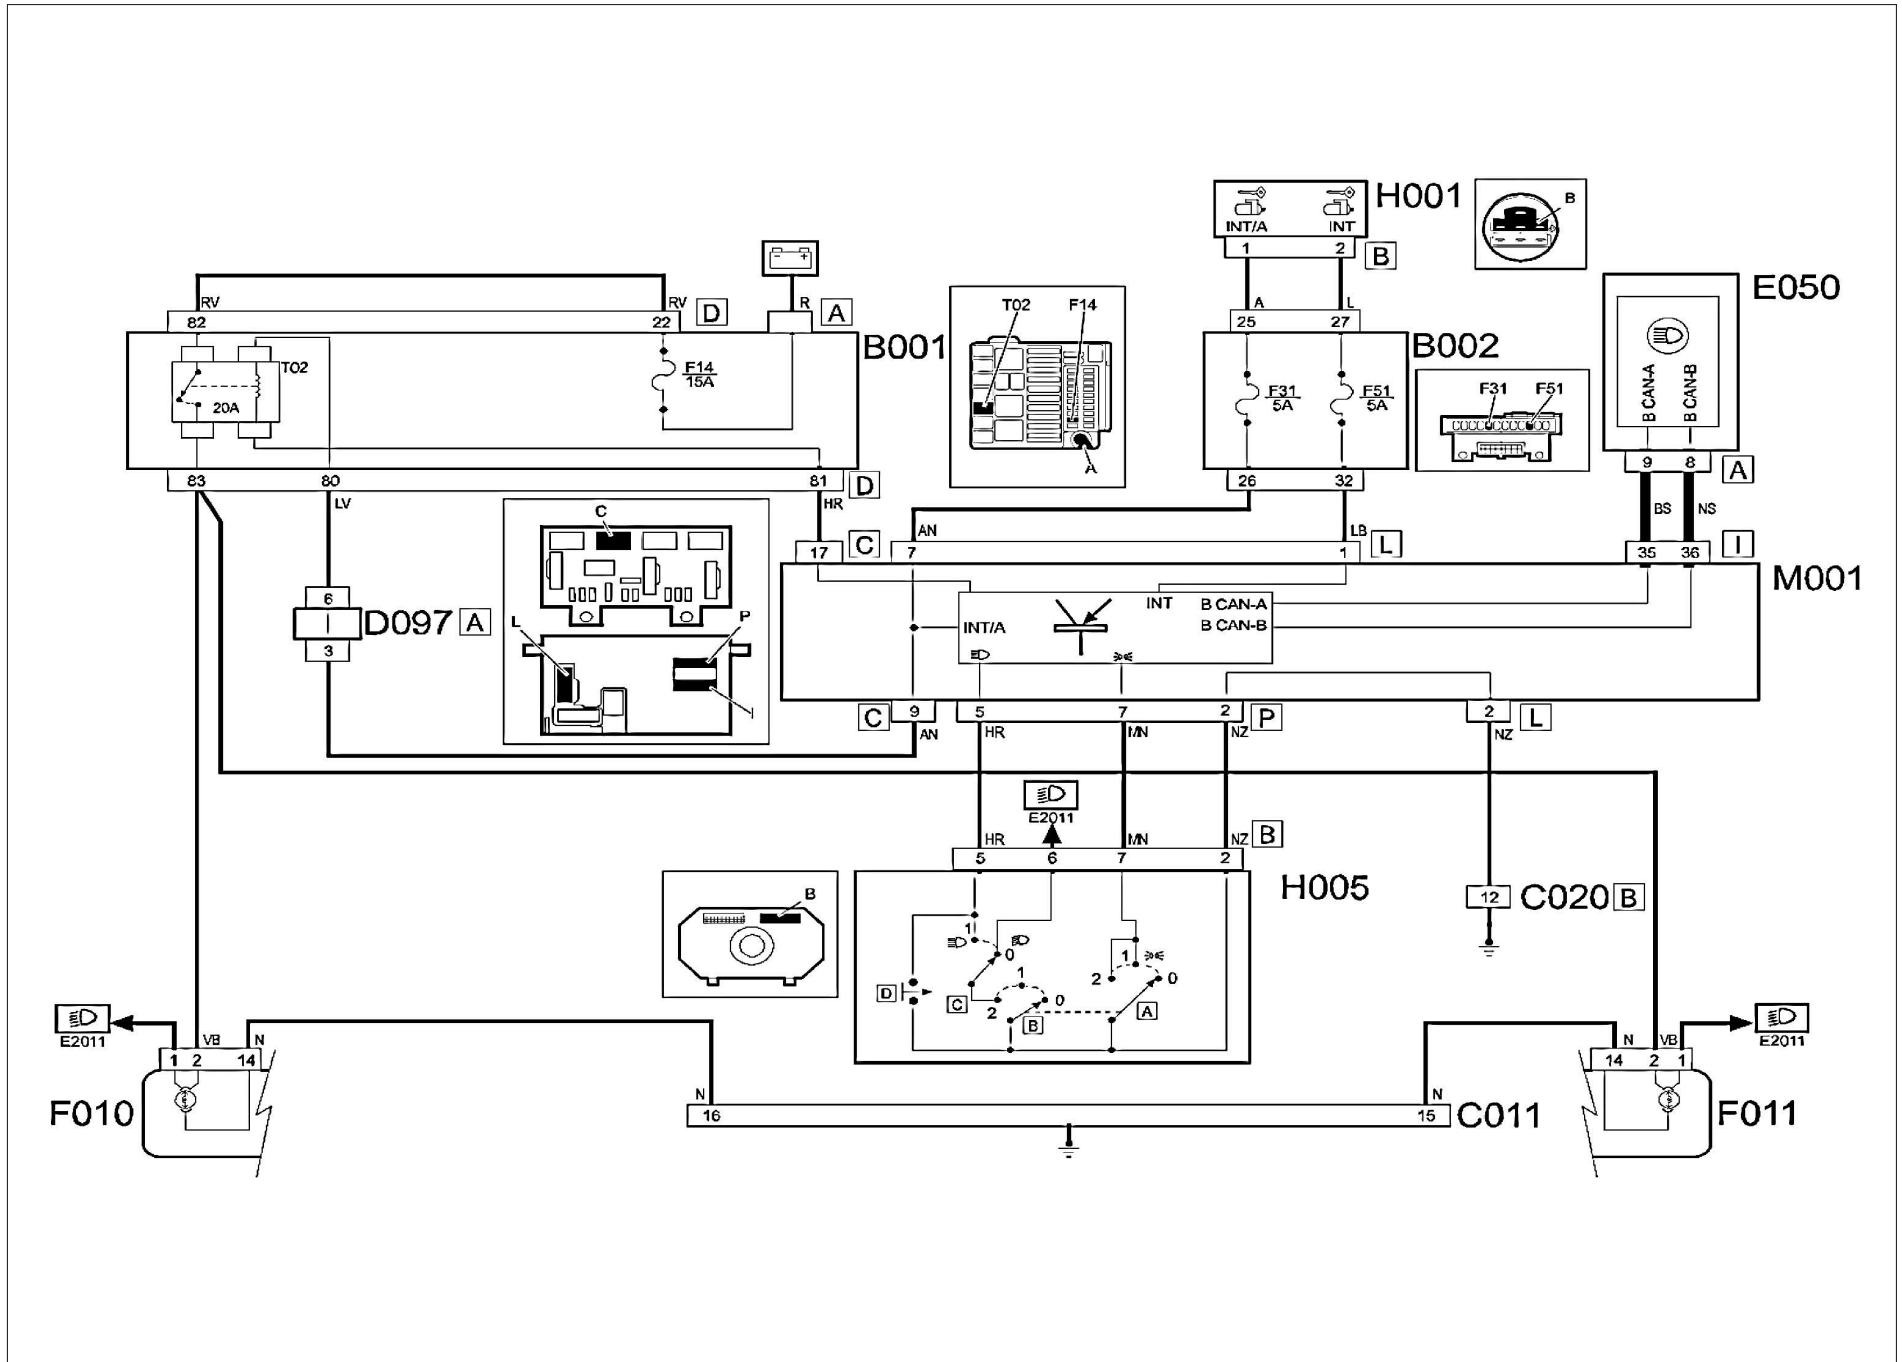 H001
INT/A INT
1 2 B
B
E050
A L
RV RV D
R A
82 22
25 27
B001
T02 F14
A
B002
T02
20A
F14
15A
F31
5A
F51
5A
F31 F51
B CAN-A
B CAN-B
9 8 A
83 80 81 D
26 32
LV HR
BS NS
C
AN LB
17 C 7 1 L
35 36 I
M001
6
D097 A
3
L P
I
INT
INT/A
B CAN-A
B CAN-B
C 9 5 7 2 P 2 L
AN HR MN NZ NZ
E2011
HR MN NZ B
5 6 7 2
H005
12 C020 B
B
1
0
1
2 0
D
C
1
2 0
B
A
E2011
VB N
1 2 14
F010
N N
16 15 C011
N VB
14 2 1
E2011
F011